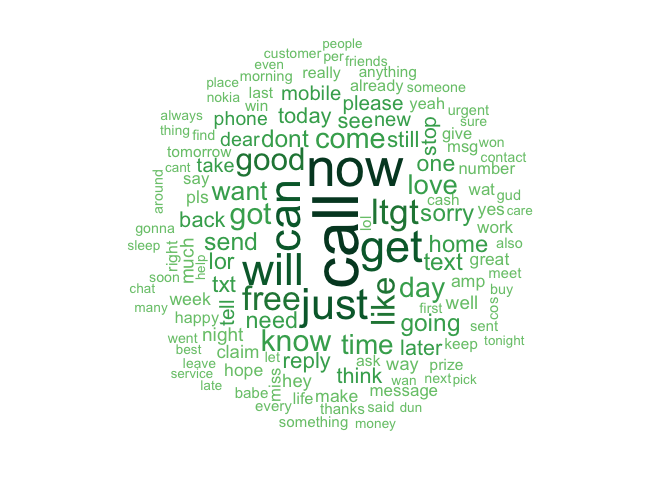 people
customer per friends
even
morning really anything
place last already someone
nokia win mobile please yeah
always phone today see new stop urgent
thing find dear dont come still give sure
tomorrow good now msg won
cant take one contact
say want can call love number
around pls cash wat gud
back got lol ltgt sorry yes care
gonna work
sleep right much lor send will get home also
help text great
soon txt just like day amp meet
chat free buy
many week tell first well cos
happy need going
went night know time later keep sent tonight
best claim let reply ask way prize
leave
service hope miss hey think wan next pick
late babe life make message
every thanks said dun
something money